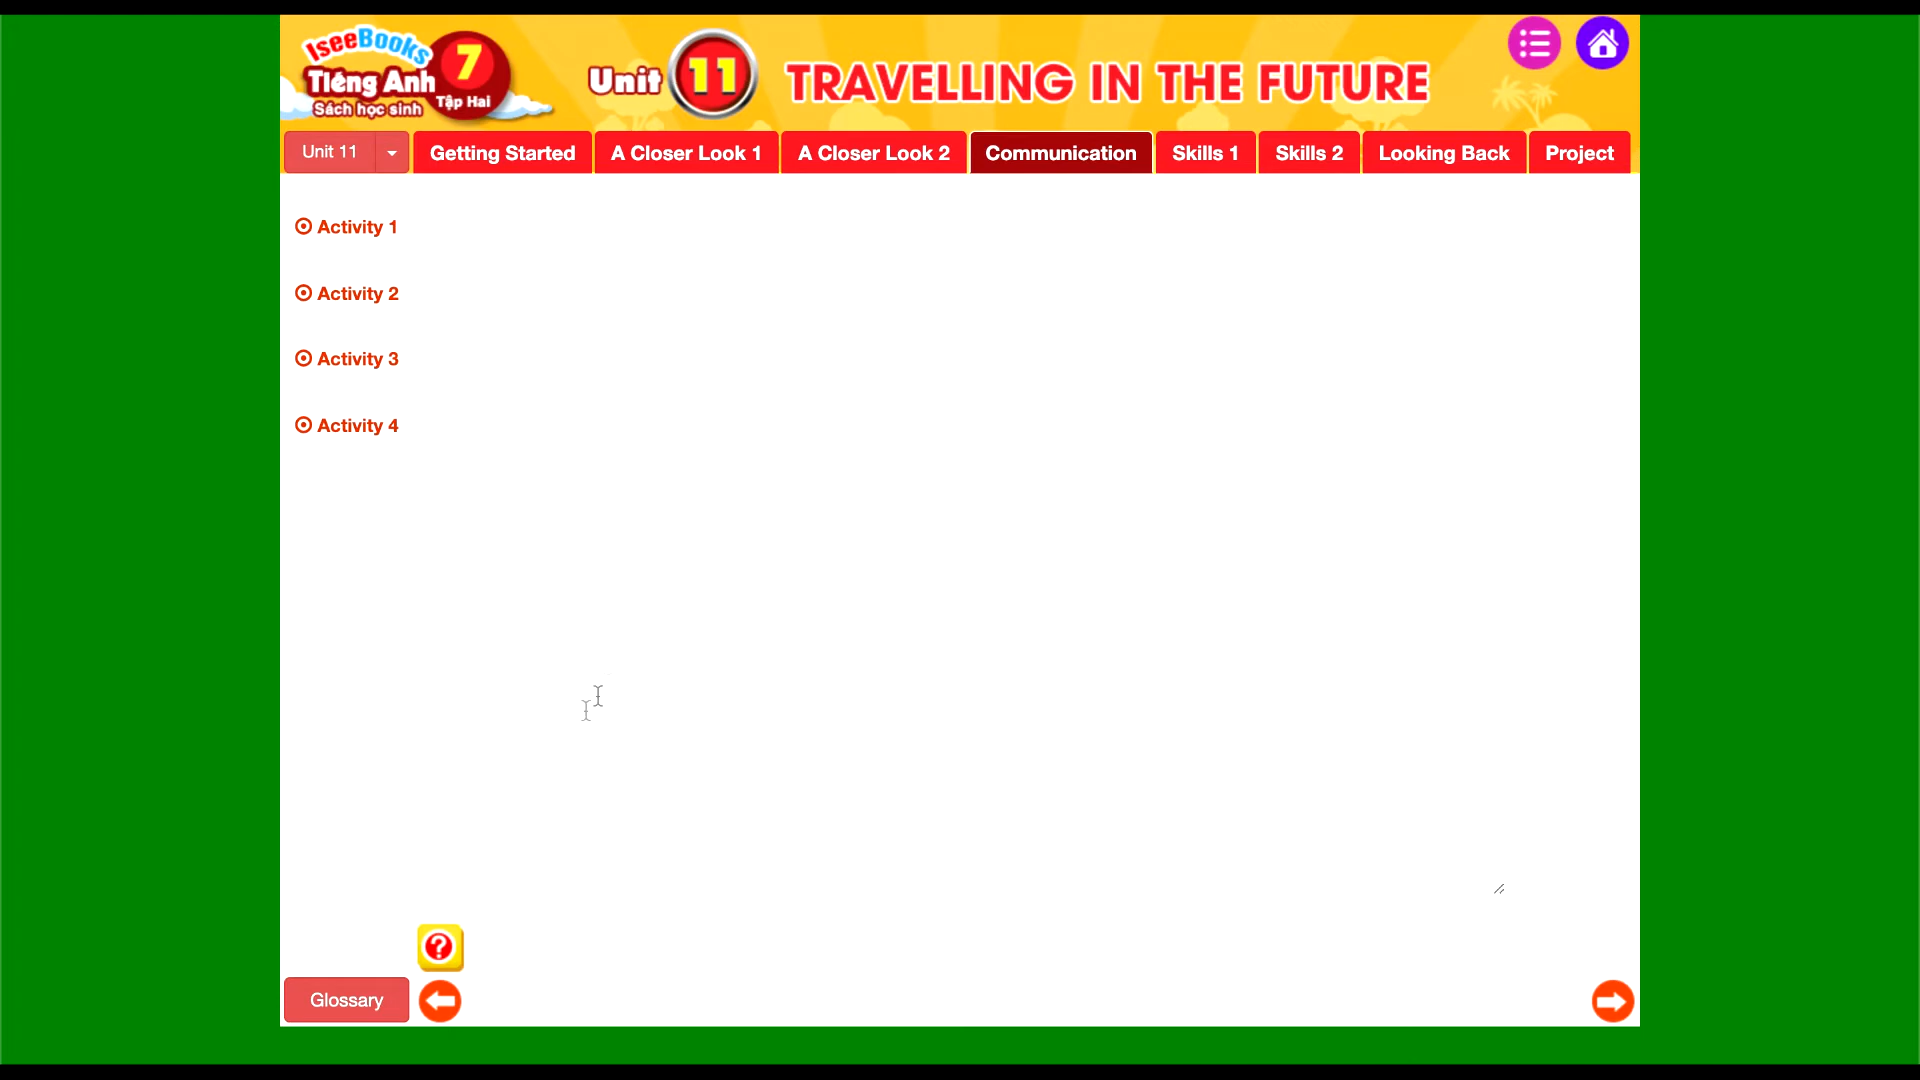 IseeBooks
Tiếng Anh 7
Sách học sinh Tập Hai
Unit 11 TRAVELLING IN THE FUTURE
Unit 11 Getting Started A Closer Look 1 A Closer Look 2 Communication Skills 1 Skills 2 Looking Back Project
Activity 1
Activity 2
Activity 3
Activity 4
?
Glossary